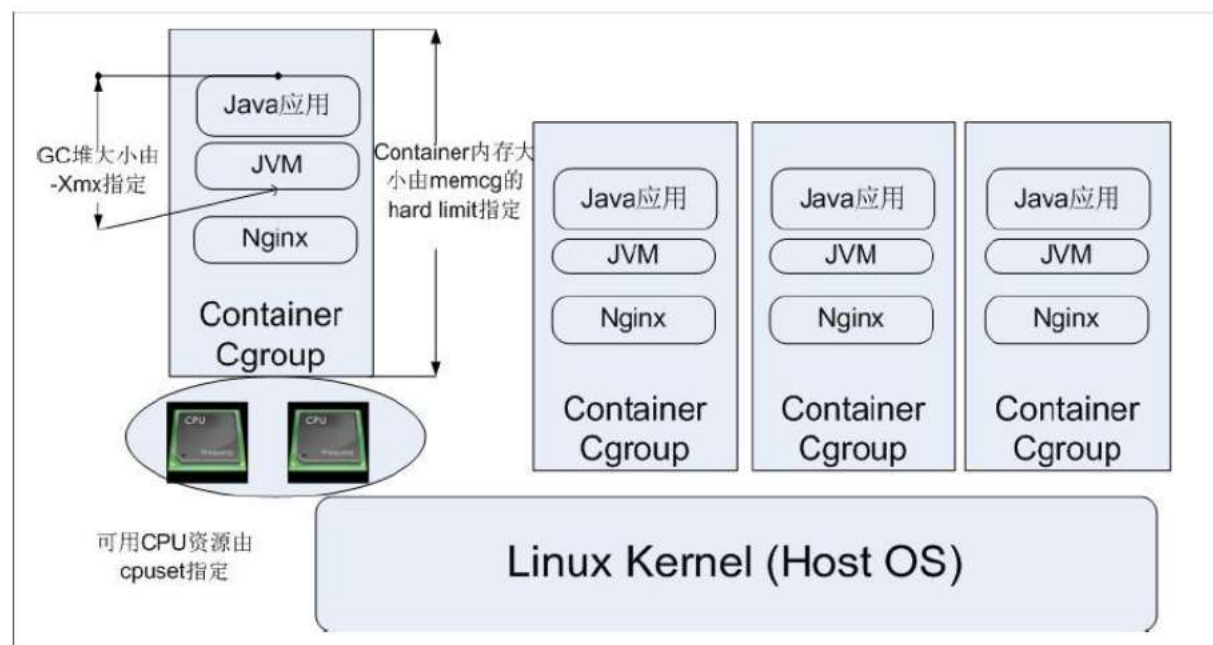 Java应用
JVM
Nginx
Container
Cgroup
GC堆大小由
-Xmx指定
Container内存大
小由memcg的
hard limit指定
CPU
CPU
可用CPU资源由
cpuset指定
Java应用
JVM
Nginx
Container
Cgroup
Java应用
JVM
Nginx
Container
Cgroup
Java应用
JVM
Nginx
Container
Cgroup
Linux Kernel (Host OS)